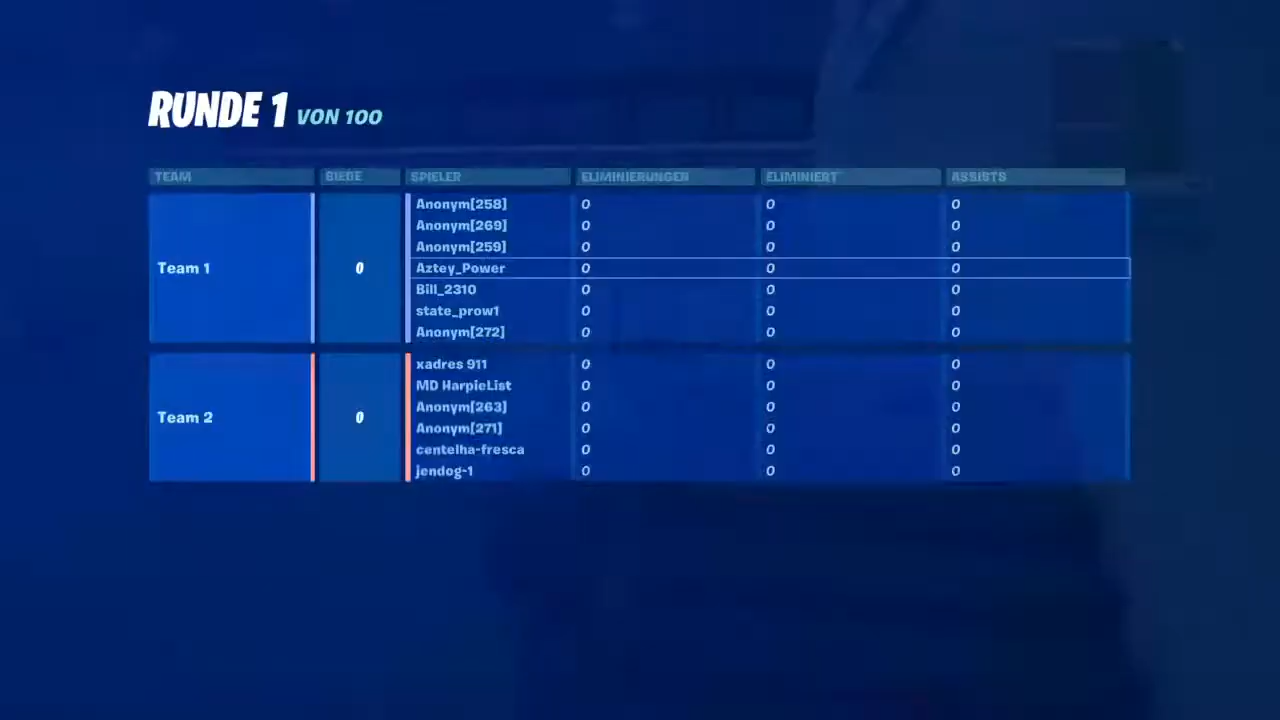 RUNDE 1 VON 100
TEAM SIEGE SPIELER ELIMINIERUNGEN ELIMINIERT ASSISTS
Team 1 0
Anonym[258] 0 0 0
Anonym[269] 0 0 0
Anonym[259] 0 0 0
Aztey_Power 0 0 0
Bill_2310 0 0 0
state_prow1 0 0 0
Anonym[272] 0 0 0
Team 2 0
xadres 911 0 0 0
MD HarpieList 0 0 0
Anonym[263] 0 0 0
Anonym[271] 0 0 0
centelha-fresca 0 0 0
jendog-1 0 0 0